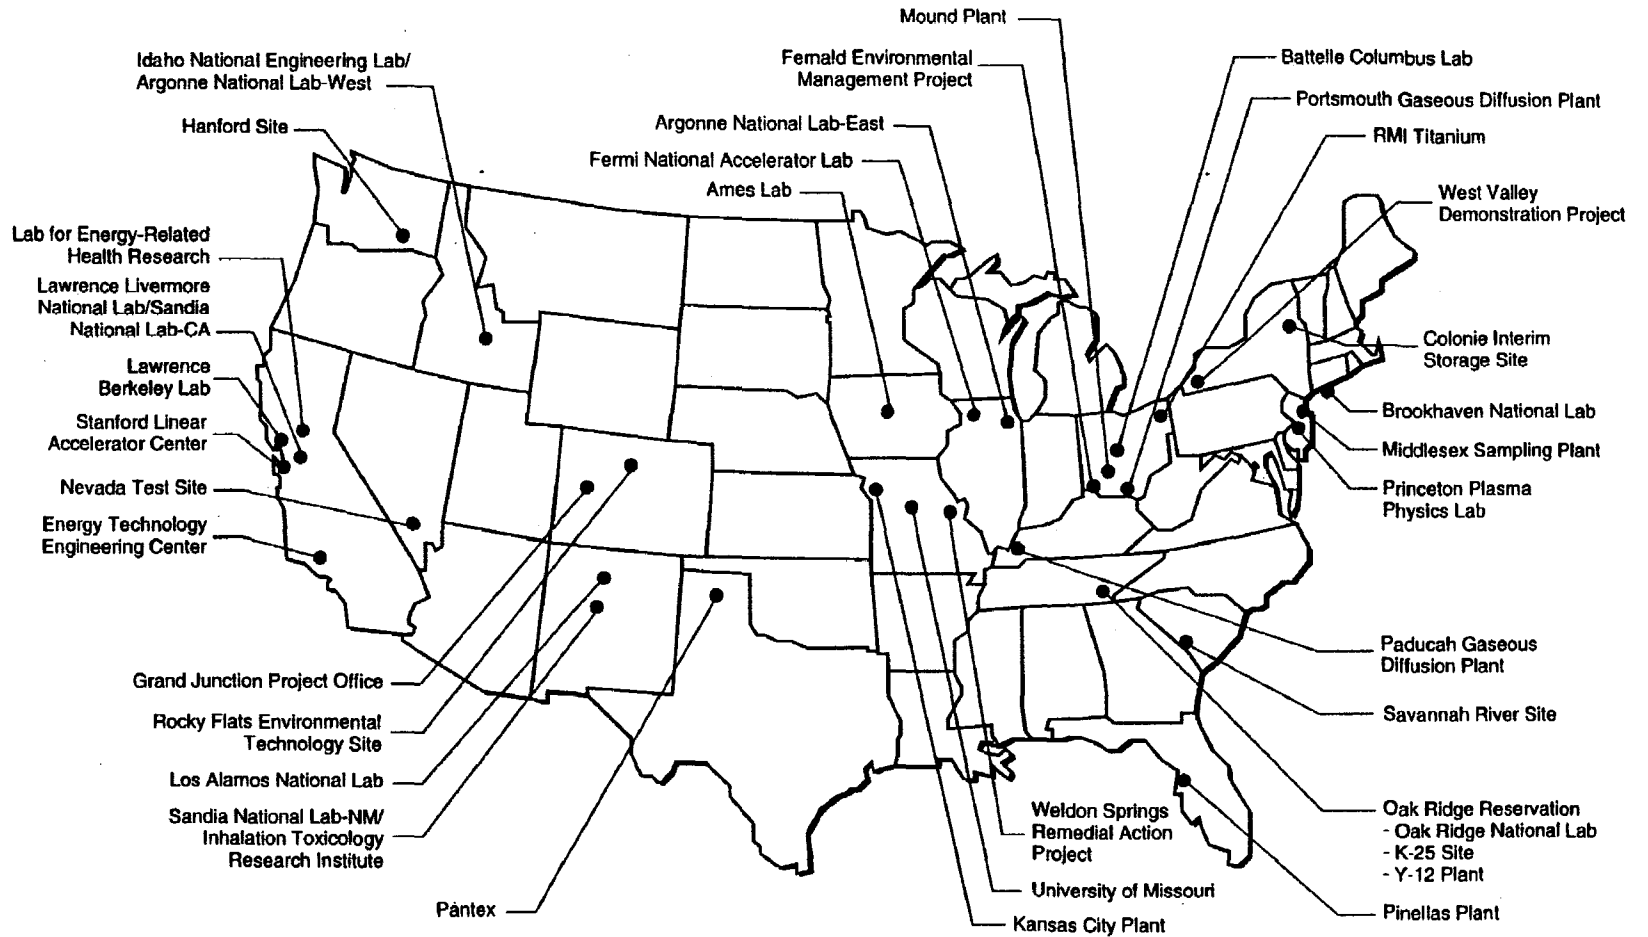 Mound Plant
Fernald Environmental
Management Project
Argonne National Lab-East
Fermi National Accelerator Lab
Ames Lab
Idaho National Engineering Lab/
Argonne National Lab-West
Hanford Site
Lab for Energy-Related
Health Research
Lawrence Livermore
National Lab/Sandia
National Lab-CA
Lawrence
Berkeley Lab
Stanford Linear
Accelerator Center
Nevada Test Site
Energy Technology
Engineering Center
Grand Junction Project Office
Rocky Flats Environmental
Technology Site
Los Alamos National Lab
Sandia National Lab-NM/
Inhalation Toxicology
Research Institute
Pantex
Battelle Columbus Lab
Portsmouth Gaseous Diffusion Plant
RMI Titanium
West Valley
Demonstration Project
Colonie Interim
Storage Site
Brookhaven National Lab
Middlesex Sampling Plant
Princeton Plasma
Physics Lab
Paducah Gaseous
Diffusion Plant
Savannah River Site
Oak Ridge Reservation
- Oak Ridge National Lab
- K-25 Site
- Y-12 Plant
Pinellas Plant
Weldon Springs
Remedial Action
Project
University of Missouri
Kansas City Plant